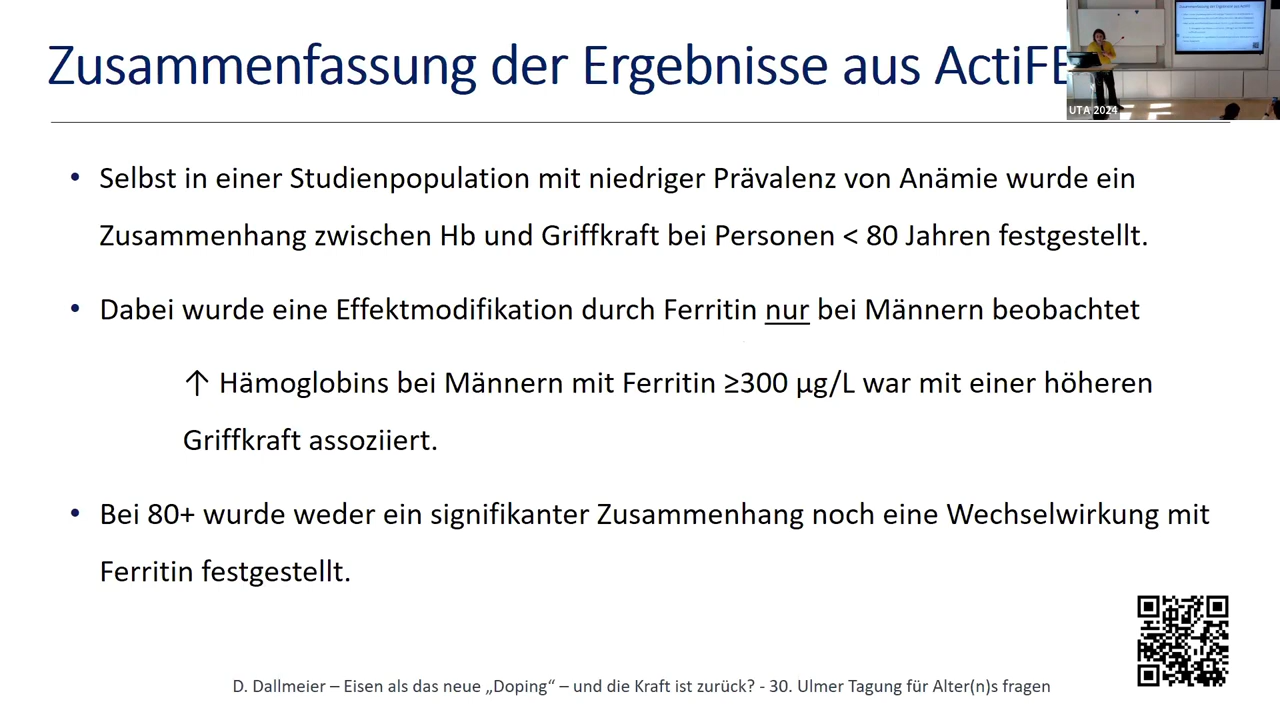 Zusammenfassung der Ergebnisse aus ActiFE
UTA 2024
• Selbst in einer Studienpopulation mit niedriger Prävalenz von Anämie wurde ein
Zusammenhang zwischen Hb und Griffkraft bei Personen < 80 Jahren festgestellt.
• Dabei wurde eine Effektmodifikation durch Ferritin nur bei Männern beobachtet
↑ Hämoglobins bei Männern mit Ferritin ≥300 µg/L war mit einer höheren
Griffkraft assoziiert.
• Bei 80+ wurde weder ein signifikanter Zusammenhang noch eine Wechselwirkung mit
Ferritin festgestellt.
D. Dallmeier – Eisen als das neue „Doping“ – und die Kraft ist zurück? - 30. Ulmer Tagung für Alter(n)s fragen